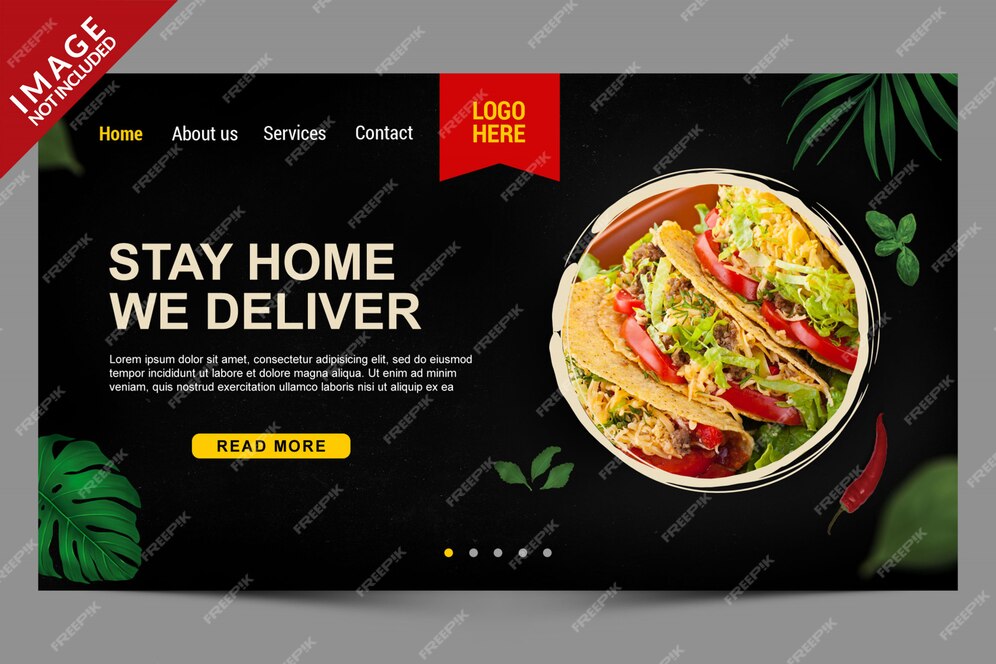 IMAGE
NOT INCLUDED
Home About us Services Contact
LOGO
HERE
STAY HOME
WE DELIVER
Lorem ipsum dolor sit amet, consectetur adipisicing elit, sed do eiusmod
tempor incididunt ut labore et dolore magna aliqua. Ut enim ad minim
veniam, quis nostrud exercitation ullamco laboris nisi ut aliquip ex ea
READ MORE
FREEPIK